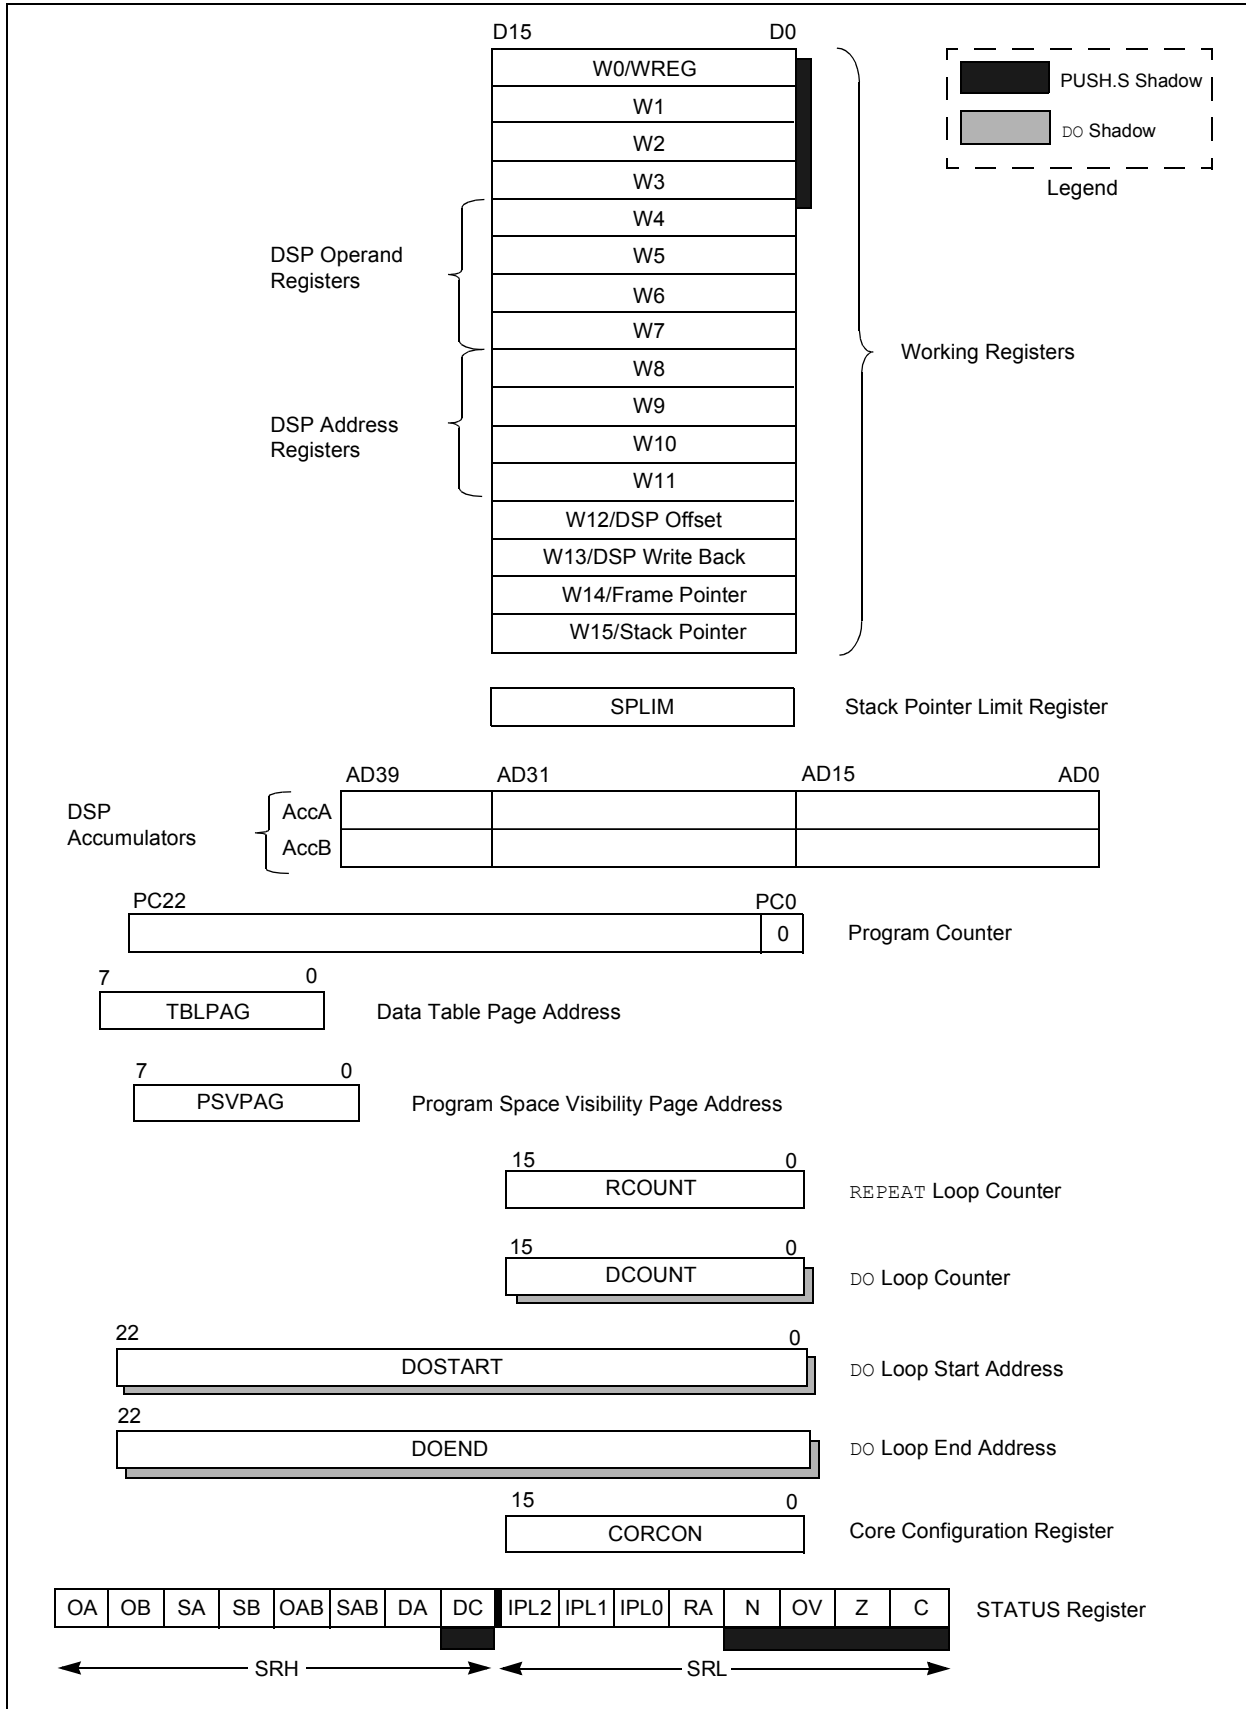 D15 D0
W0/WREG
PUSH.S Shadow
W1
DO Shadow
W2
W3
Legend
W4
DSP Operand
Registers
W5
W6
W7
Working Registers
W8
W9
DSP Address
Registers
W10
W11
W12/DSP Offset
W13/DSP Write Back
W14/Frame Pointer
W15/Stack Pointer
SPLIM Stack Pointer Limit Register
AD39 AD31 AD15 AD0
DSP
Accumulators
AccA
AccB
PC22 PC0
0 Program Counter
7 0
TBLPAG Data Table Page Address
7 0
PSVPAG Program Space Visibility Page Address
15 0
RCOUNT REPEAT Loop Counter
15 0
DCOUNT DO Loop Counter
22 0
DOSTART DO Loop Start Address
22
DOEND DO Loop End Address
15 0
CORCON Core Configuration Register
OA OB SA SB OAB SAB DA DC IPL2 IPL1 IPL0 RA N OV Z C STATUS Register
SRH SRL